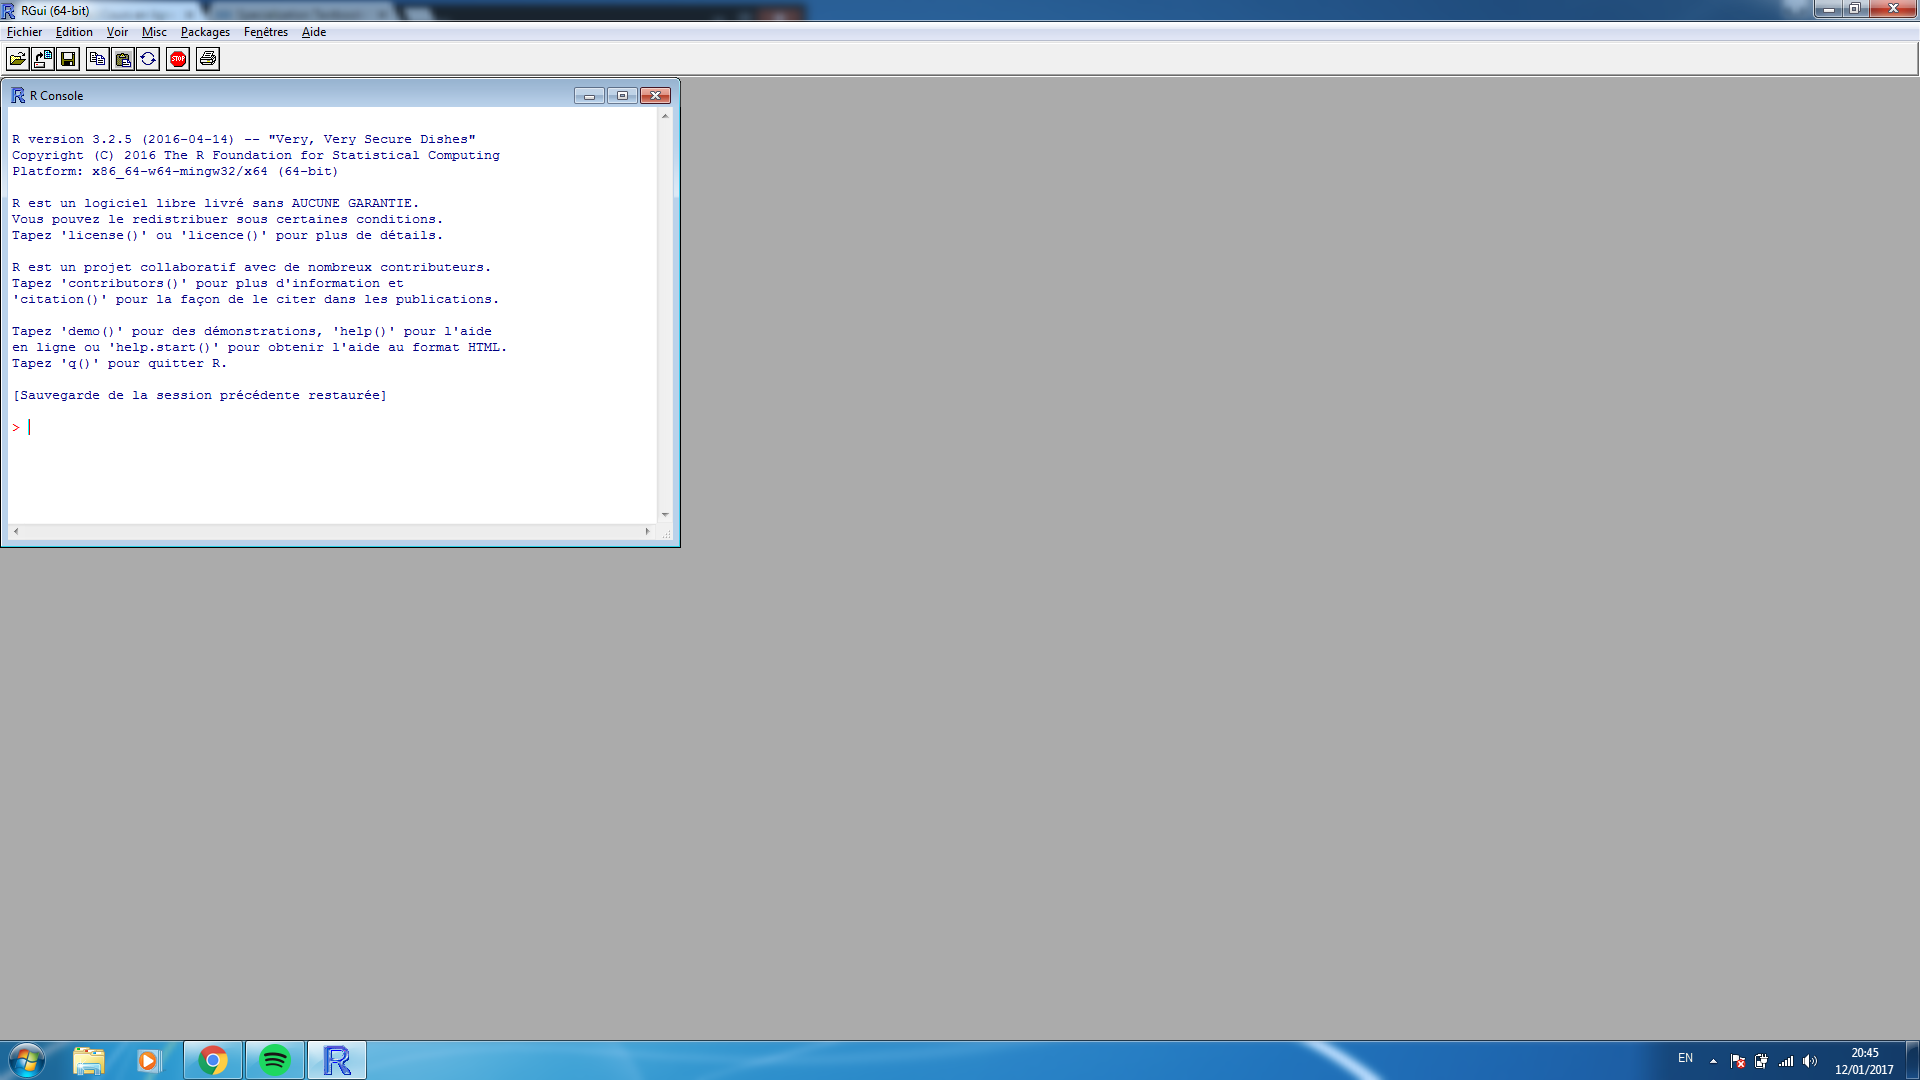 RGui (64-bit)
Fichier Edition Voir Misc Packages Fenêtres Aide
STOP
R Console
R version 3.2.5 (2016-04-14) -- "Very, Very Secure Dishes"
Copyright (C) 2016 The R Foundation for Statistical Computing
Platform: x86_64-w64-mingw32/x64 (64-bit)
R est un logiciel libre livré sans AUCUNE GARANTIE.
Vous pouvez le redistribuer sous certaines conditions.
Tapez 'license()' ou 'licence()' pour plus de détails.
R est un projet collaboratif avec de nombreux contributeurs.
Tapez 'contributors()' pour plus d'information et
'citation()' pour la façon de le citer dans les publications.
Tapez 'demo()' pour des démonstrations, 'help()' pour l'aide
en ligne ou 'help.start()' pour obtenir l'aide au format HTML.
Tapez 'q()' pour quitter R.
[Sauvegarde de la session précédente restaurée]
>
EN
20:45
12/01/2017